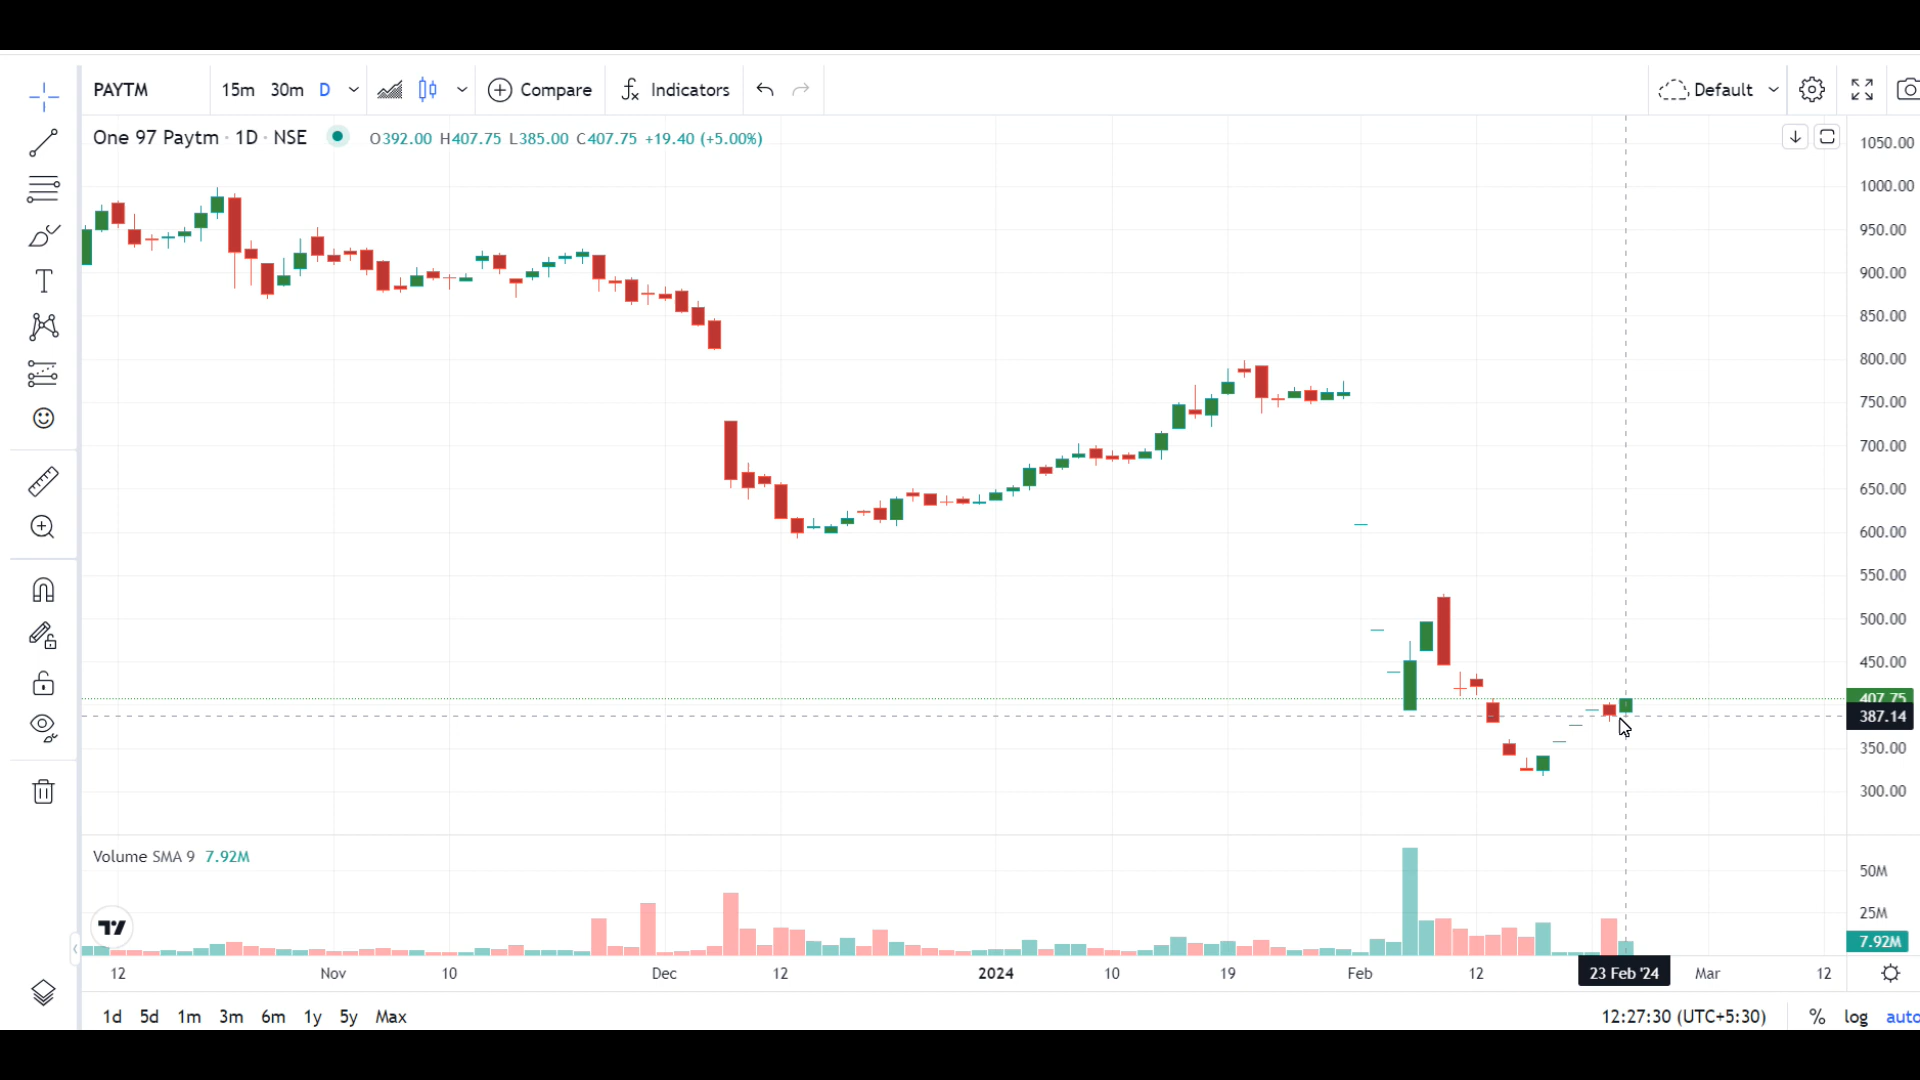 PAYTM 15m 30m D Compare Indicators Default
One 97 Paytm · 1D · NSE O392.00 H407.75 L385.00 C407.75 +19.40 (+5.00%)
1050.00
1000.00
950.00
900.00
850.00
800.00
750.00
700.00
650.00
600.00
550.00
500.00
450.00
407.75
387.14
350.00
300.00
Volume SMA 9 7.92M
50M
25M
7.92M
12 Nov 10 Dec 12 2024 10 19 Feb 12 23 Feb '24 Mar 12
1d 5d 1m 3m 6m 1y 5y Max 12:27:30 (UTC+5:30) % log auto